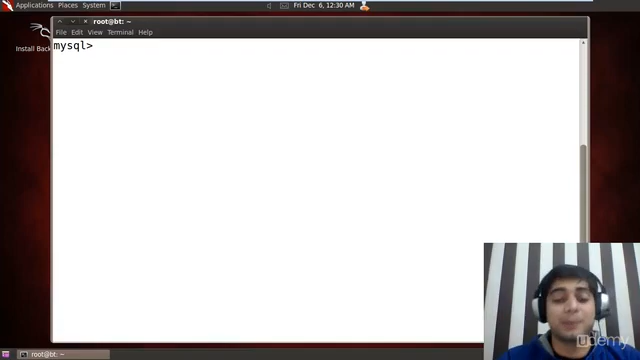 Applications Places System
Fri Dec 6, 12:30 AM
root@bt: ~
Install Back
File Edit View Terminal Help
mysql>
udemy
root@bt: ~